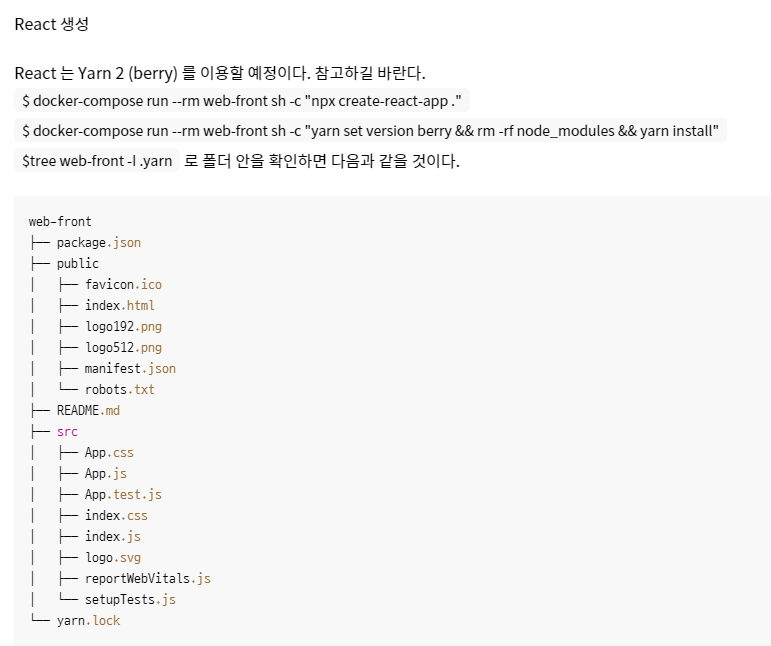 React 생성
React 는 Yarn 2 (berry) 를 이용할 예정이다. 참고하길 바란다.
$ docker-compose run --rm web-front sh -c "npx create-react-app ."
$ docker-compose run --rm web-front sh -c "yarn set version berry && rm -rf node_modules && yarn install"
$tree web-front -I .yarn 로 폴더 안을 확인하면 다음과 같을 것이다.
web-front
├── package.json
├── public
│   ├── favicon.ico
│   ├── index.html
│   ├── logo192.png
│   ├── logo512.png
│   ├── manifest.json
│   └── robots.txt
├── README.md
├── src
│   ├── App.css
│   ├── App.js
│   ├── App.test.js
│   ├── index.css
│   ├── index.js
│   ├── logo.svg
│   ├── reportWebVitals.js
│   └── setupTests.js
└── yarn.lock